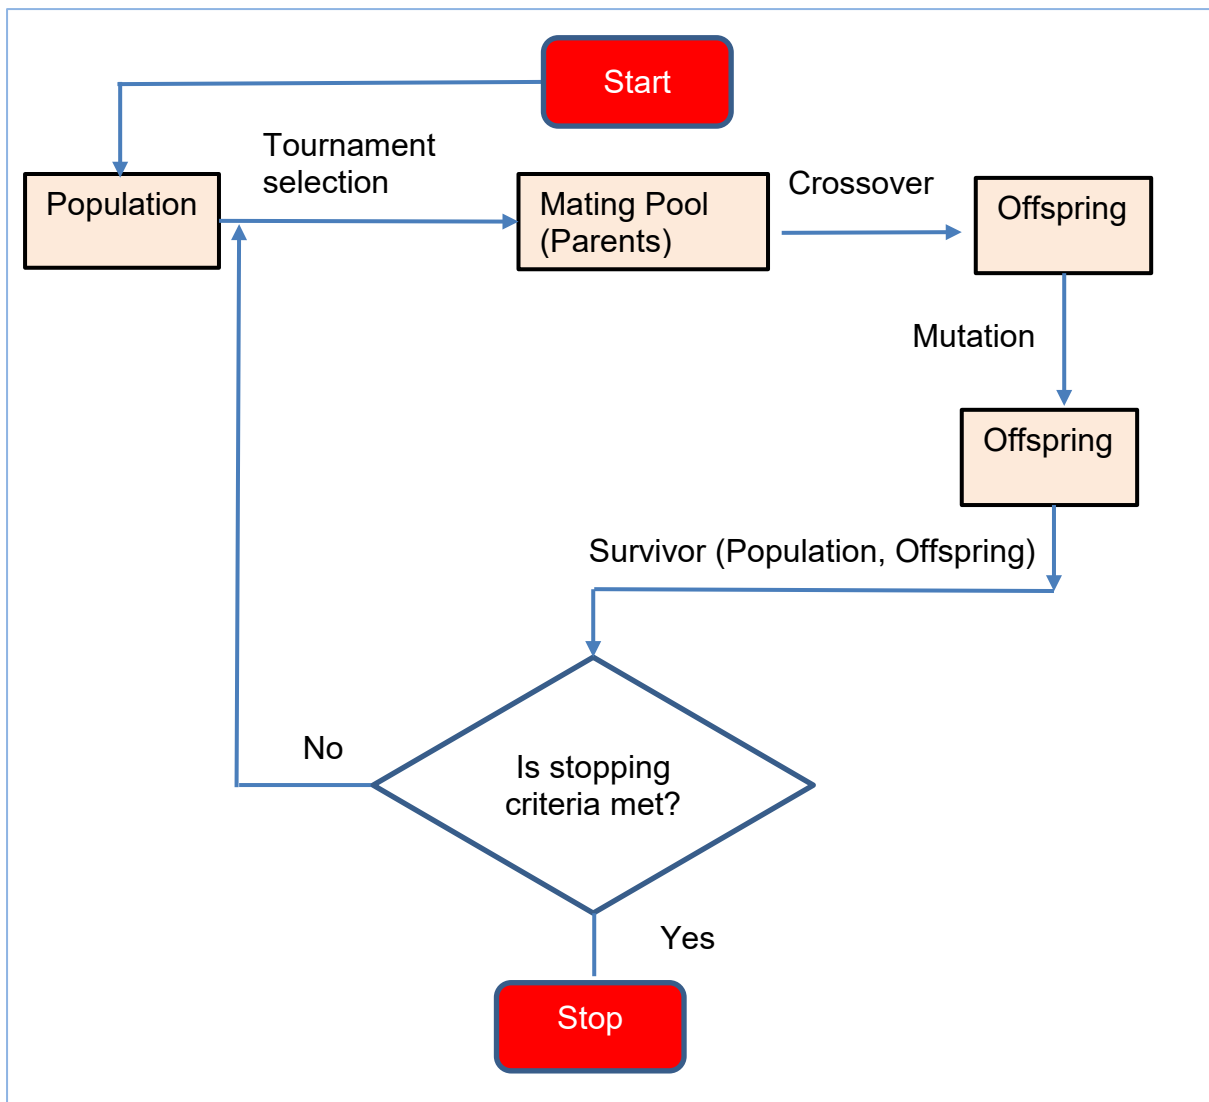 Start
Tournament
selection
Population
Mating Pool
(Parents)
Crossover
Offspring
Mutation
Offspring
Survivor (Population, Offspring)
No
Is stopping
criteria met?
Yes
Stop